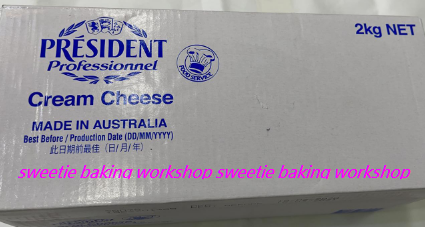 PRÉSIDENT
Professionnel
FOOD SERVICE
2kg NET
Cream Cheese
MADE IN AUSTRALIA
Best Before / Production Date (DD/MM/YYYY)
此日期前最佳（日/月/年）.
sweetie baking workshop sweetie baking workshop